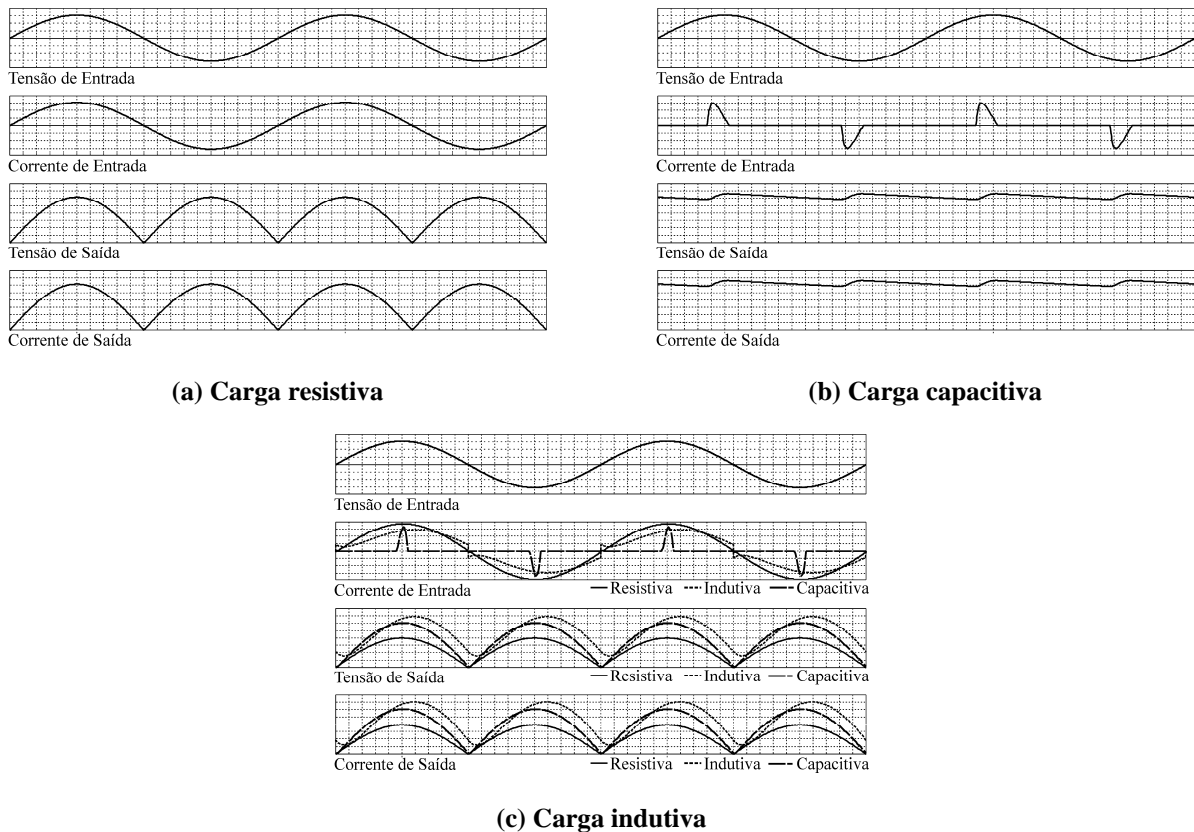 Tensão de Entrada
Corrente de Entrada
Tensão de Saída
Corrente de Saída
(a) Carga resistiva
Tensão de Entrada
Corrente de Entrada
Tensão de Saída
Corrente de Saída
(b) Carga capacitiva
Tensão de Entrada
Corrente de Entrada Resistiva Indutiva Capacitiva
Tensão de Saída Resistiva Indutiva Capacitiva
Corrente de Saída Resistiva Indutiva Capacitiva
(c) Carga indutiva